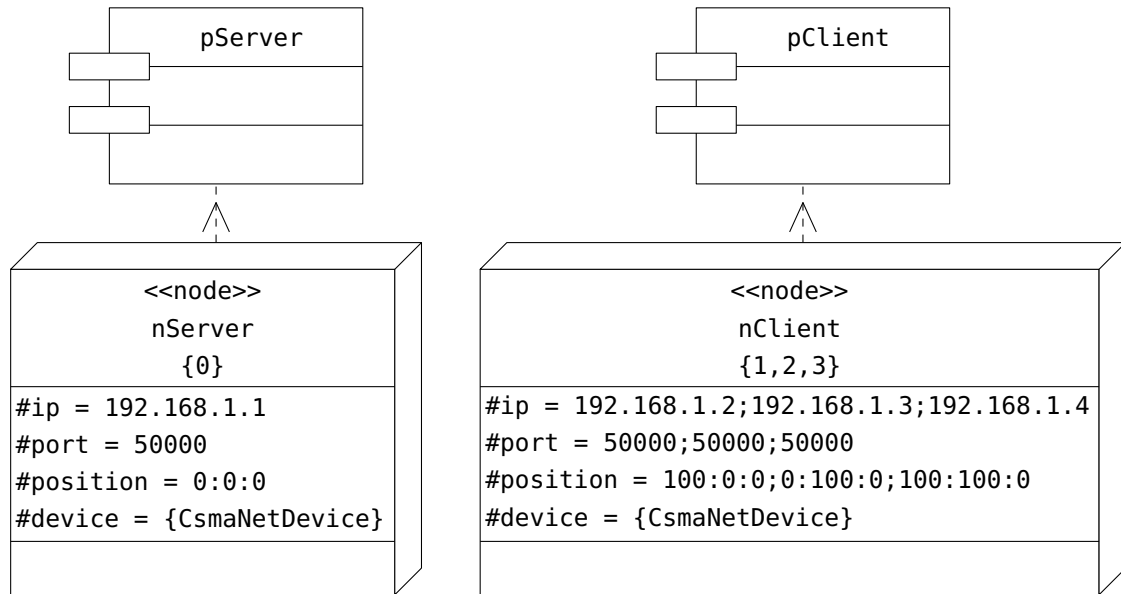 pServer
pClient
<<node>>
nServer
{0}
#ip = 192.168.1.1
#port = 50000
#position = 0:0:0
#device = {CsmaNetDevice}
<<node>>
nClient
{1,2,3}
#ip = 192.168.1.2;192.168.1.3;192.168.1.4
#port = 50000;50000;50000
#position = 100:0:0;0:100:0;100:100:0
#device = {CsmaNetDevice}